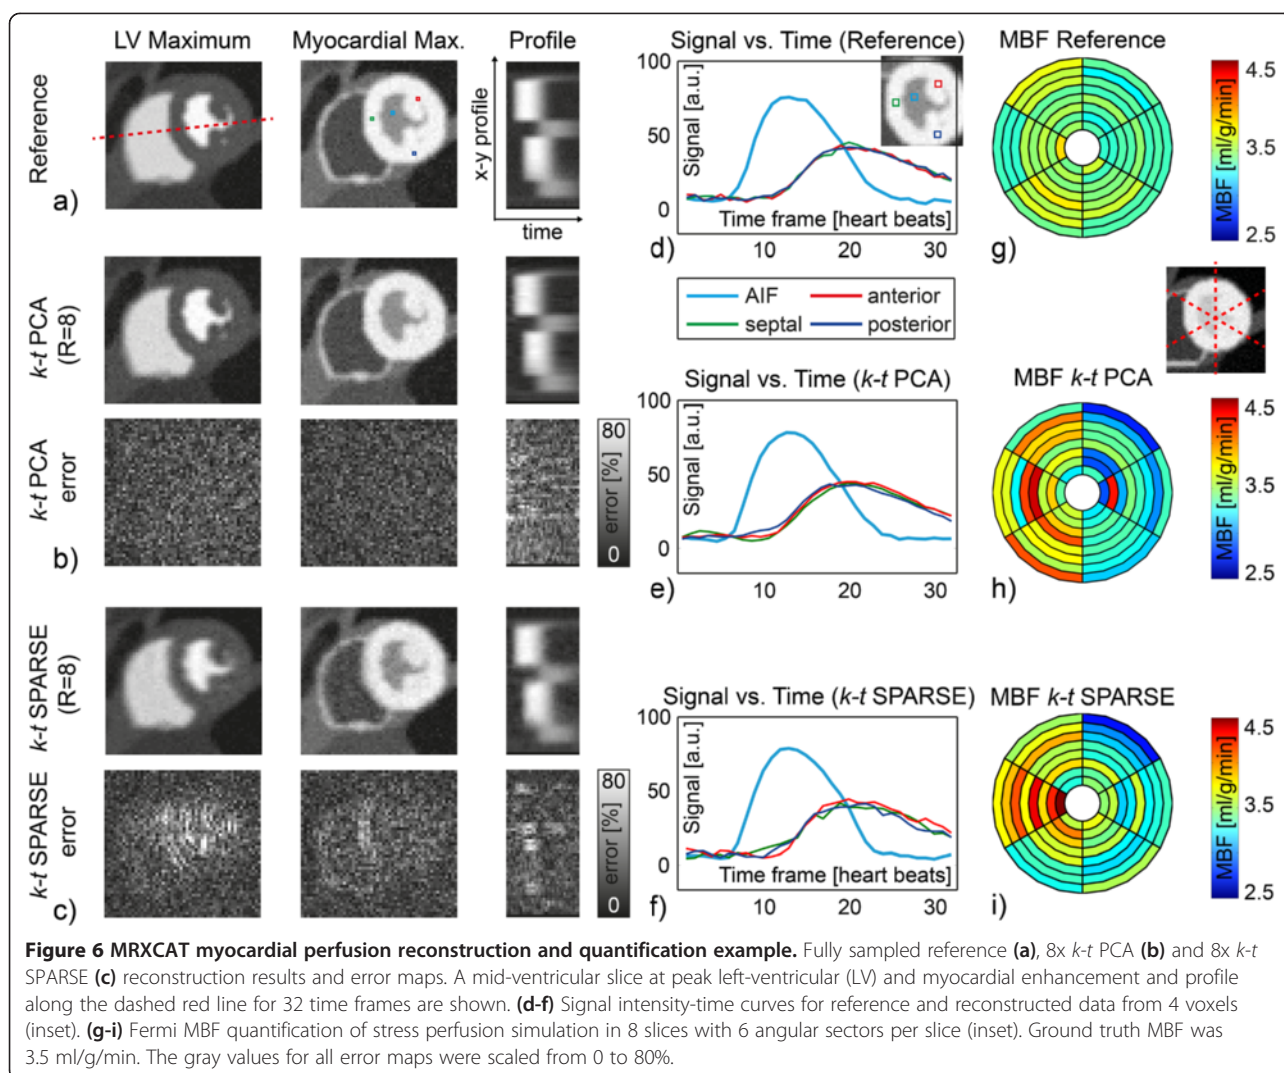 LV Maximum
Myocardial Max.
Profile
Reference
a)
x-y profile
time
k-t PCA
(R=8)
k-t PCA
error
b)
80
error [%]
0
k-t SPARSE
(R=8)
k-t SPARSE
error
c)
80
error [%]
0
Signal vs. Time (Reference)
100
50
0
Signal [a.u.]
Time frame [heart beats]
d)
10
20
30
AIF
anterior
septal
posterior
Signal vs. Time (k-t PCA)
100
50
0
Signal [a.u.]
e)
10
20
30
Signal vs. Time (k-t SPARSE)
100
50
0
Signal [a.u.]
Time frame [heart beats]
f)
10
20
30
MBF Reference
g)
4.5
3.5
2.5
MBF [ml/g/min]
MBF k-t PCA
h)
4.5
3.5
2.5
MBF [ml/g/min]
MBF k-t SPARSE
i)
4.5
3.5
2.5
MBF [ml/g/min]
Figure 6 MRXCAT myocardial perfusion reconstruction and quantification example. Fully sampled reference (a), 8x k-t PCA (b) and 8x k-t
SPARSE (c) reconstruction results and error maps. A mid-ventricular slice at peak left-ventricular (LV) and myocardial enhancement and profile
along the dashed red line for 32 time frames are shown. (d-f) Signal intensity-time curves for reference and reconstructed data from 4 voxels
(inset). (g-i) Fermi MBF quantification of stress perfusion simulation in 8 slices with 6 angular sectors per slice (inset). Ground truth MBF was
3.5 ml/g/min. The gray values for all error maps were scaled from 0 to 80%.